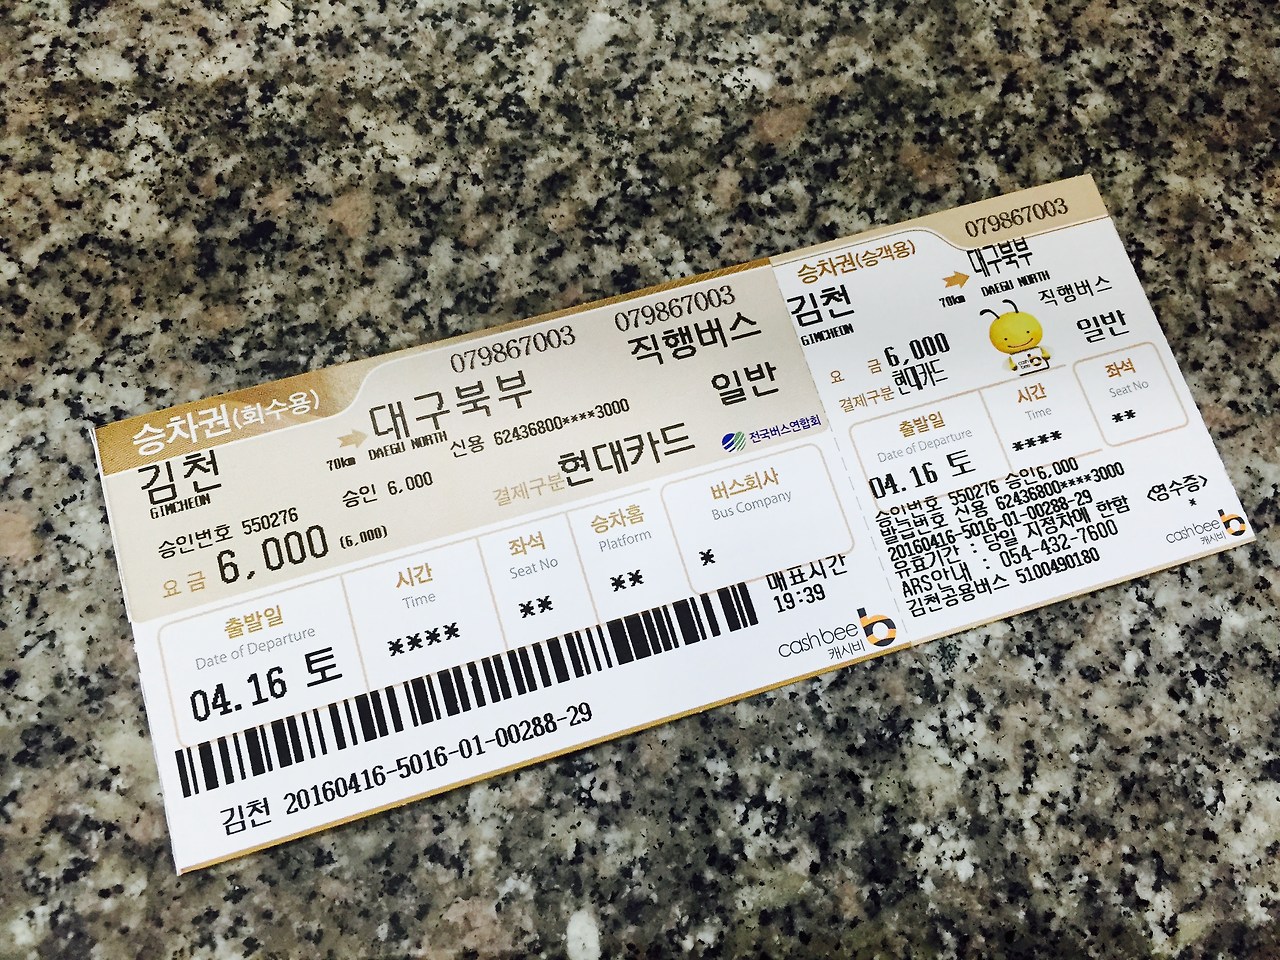 079867003
079867003
승차권(회수용)
대구북부
직행버스
김천
70km DAEGU NORTH
신용 62436800****3000
일반
GIMCHEON
승인 6,000
결제구분 현대카드
전국버스연합회
승인번호 550276
요금 6,000 (6,000)
출발일
Date of Departure
04.16 토
시간
Time
****
좌석
Seat No
**
승차홈
Platform
**
버스회사
Bus Company
*
매표시간
19:39
cashbee
캐시비
김천 20160416-5016-01-00288-29
079867003
승차권(승객용)
대구북부
김천
70km DAEGU NORTH
GIMCHEON
직행버스
요 금 6,000
일반
결제구분 현대카드
출발일
Date of Departure
04.16 토
시간
Time
****
좌석
Seat No
**
승인번호 550276 승인6,000
발급번호 신용 62436800****3000
20160416-5016-01-00288-29
유효기간 : 당일 지정차에 한함
ARS안내 : 054-432-7600
김천공용버스 5100490180
<영수증>
*
cashbee
캐시비